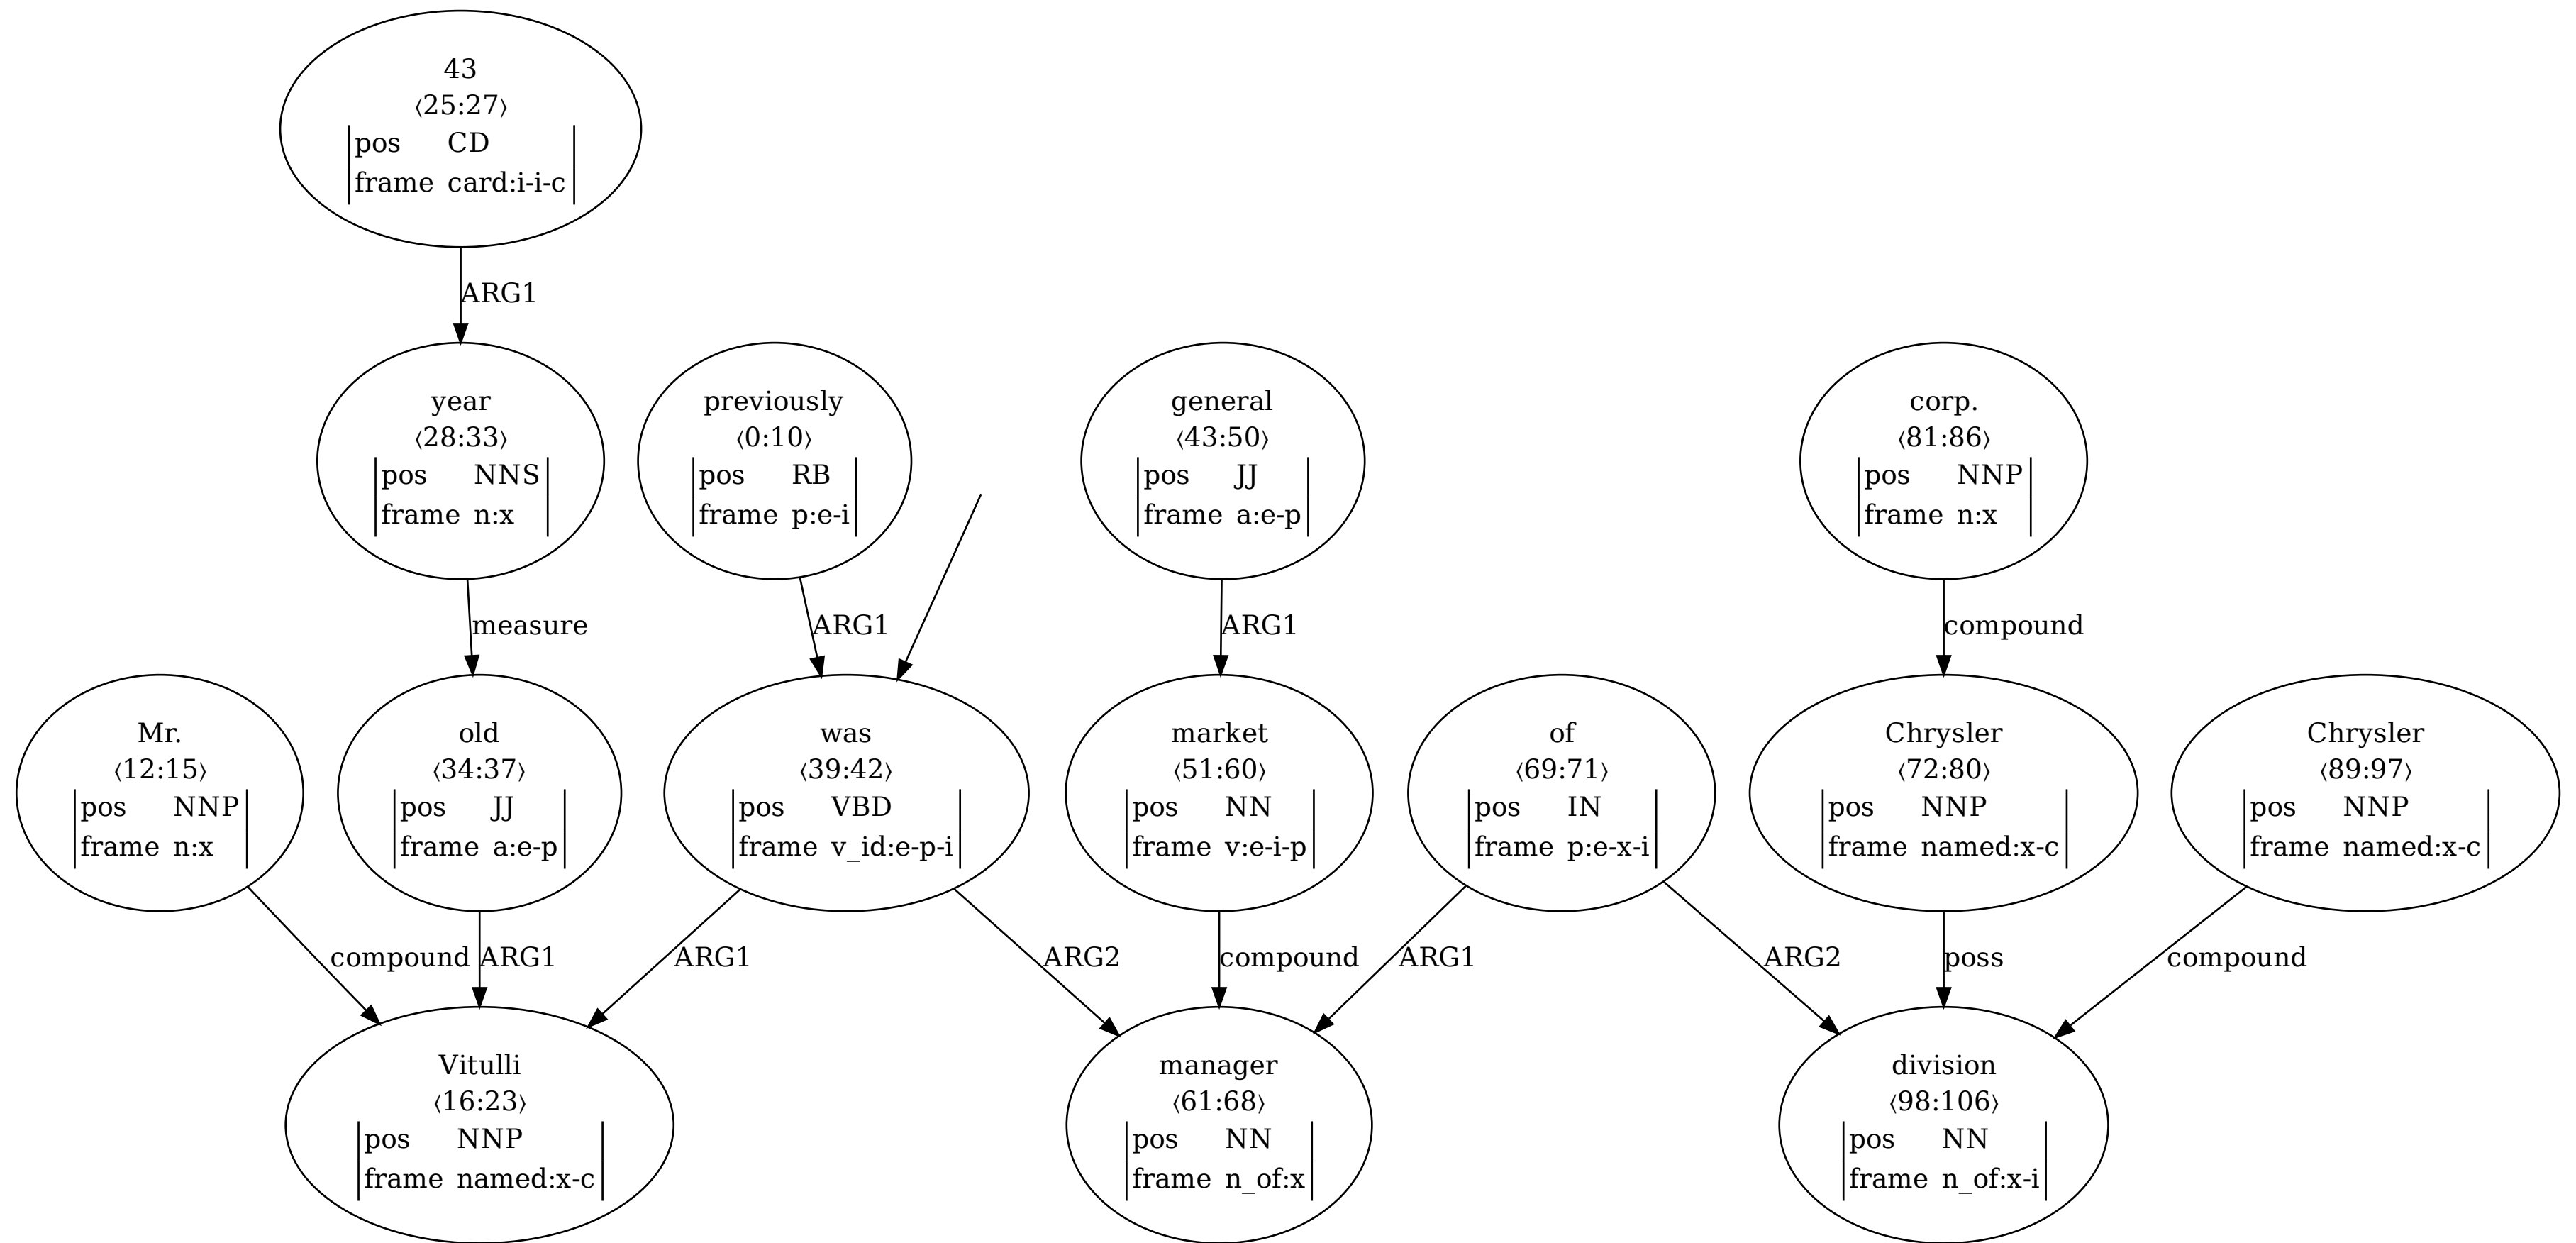 43
⟨25:27⟩
pos CD
frame card:i-i-c
ARG1
year
⟨28:33⟩
pos NNS
frame n:x
previously
⟨0:10⟩
pos RB
frame p:e-i
general
⟨43:50⟩
pos JJ
frame a:e-p
corp.
⟨81:86⟩
pos NNP
frame n:x
measure
ARG1
ARG1
compound
Mr.
⟨12:15⟩
pos NNP
frame n:x
old
⟨34:37⟩
pos JJ
frame a:e-p
was
⟨39:42⟩
pos VBD
frame v_id:e-p-i
market
⟨51:60⟩
pos NN
frame v:e-i-p
of
⟨69:71⟩
pos IN
frame p:e-x-i
Chrysler
⟨72:80⟩
pos NNP
frame named:x-c
Chrysler
⟨89:97⟩
pos NNP
frame named:x-c
compound
ARG1
ARG1
ARG2
compound
ARG1
ARG2
poss
compound
Vitulli
⟨16:23⟩
pos NNP
frame named:x-c
manager
⟨61:68⟩
pos NN
frame n_of:x
division
⟨98:106⟩
pos NN
frame n_of:x-i